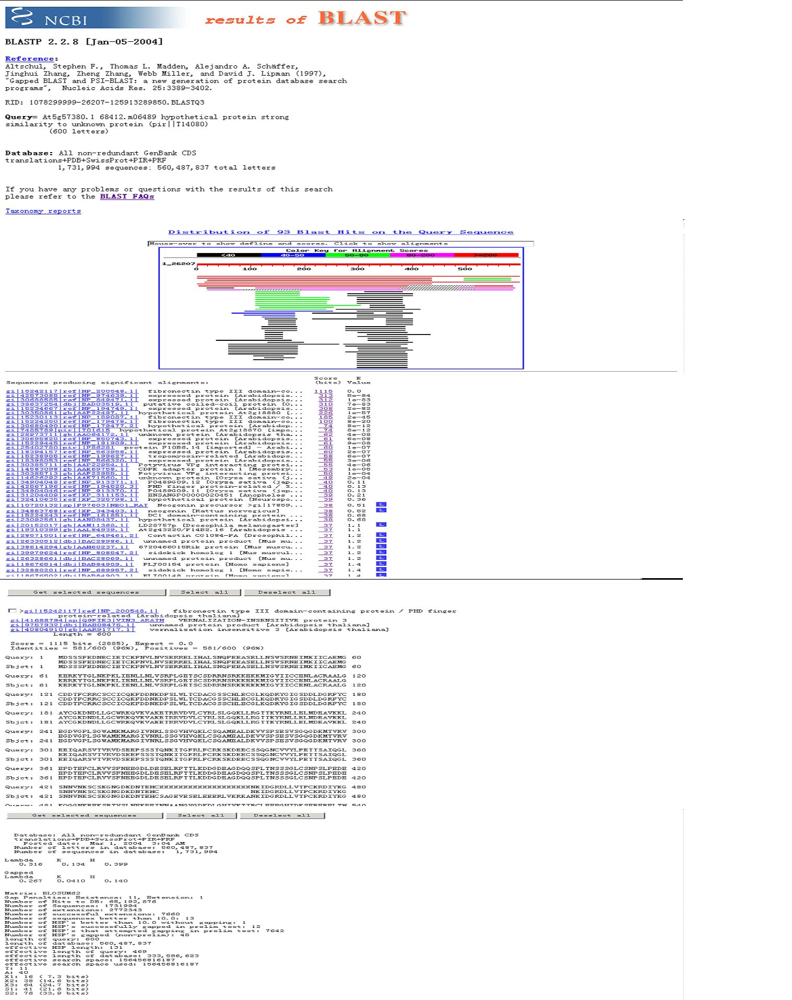 NCBI results of BLAST
BLASTP 2.2.8 [Jan-05-2004]
Reference:
Altschul, Stephen F., Thomas L. Madden, Alejandro A. Schäffer,
Jinghui Zhang, Zheng Zhang, Webb Miller, and David J. Lipman (1997),
"Gapped BLAST and PSI-BLAST: a new generation of protein database search
programs", Nucleic Acids Res. 25:3389-3402.
RID: 1078299999-26207-125913289850.BLASTQ3
Query= At5g57380.1 68412.m06489 hypothetical protein strong
similarity to unknown protein (pir||T14080)
(600 letters)
Database: All non-redundant GenBank CDS
translations+PDB+SwissProt+PIR+PRF
1,731,994 sequences; 560,487,837 total letters
If you have any problems or questions with the results of this search
please refer to the BLAST FAQs
Taxonomy reports
Distribution of 93 Blast Hits on the Query Sequence
Mouse-over to show defline and scores. Click to show alignments
Color Key for Alignment Scores
<40 40-50 50-80 80-200 >=200
1_26207
0 100 200 300 400 500
Score E
Sequences producing significant alignments: (bits) Value
gi|15242117|ref|NP_200548.1| fibronectin type III domain-co... 1115 0.0
gi|42573085|ref|NP_974639.1| expressed protein [Arabidopsis... 313 5e-84
gi|30688585|ref|NP_849471.1| expressed protein [Arabidopsis... 312 1e-83
gi|38637254|dbj|BAD03519.1| putative coiled-coil protein [O... 310 7e-83
gi|15234667|ref|NP_194749.1| expressed protein [Arabidopsis... 308 2e-82
gi|30350861|gb|AAP22497.1| hypothetical protein At2g18880 [... 226 1e-57
gi|15230113|ref|NP_189087.1| fibronectin type III domain-co... 185 2e-45
gi|15224250|ref|NP_179478.1| fibronectin type III domain-co... 100 8e-20
gi|30680490|ref|NP_179477.2| hypothetical protein [Arabidop... 74 8e-12
gi|7485789|pir||T01615 hypothetical protein At2g18870 [impo... 74 8e-12
gi|28973711|gb|AAO64172.1| unknown protein [Arabidopsis tha... 62 4e-08
gi|30695820|ref|NP_850743.1| expressed protein [Arabidopsis... 61 6e-08
gi|15229445|ref|NP_191909.1| expressed protein [Arabidopsis... 61 9e-08
gi|25402780|pir||F86281 protein F10B6.14 [imported] - Arabi... 60 1e-07
gi|18394157|ref|NP_563958.1| expressed protein [Arabidopsis... 60 2e-07
gi|15238905|ref|NP_199627.1| tropomyosin-related [Arabidops... 58 6e-07
gi|18398053|ref|NP_566320.1| expressed protein [Arabidopsis... 55 3e-06
gi|30385711|gb|AAP22954.1| Potyvirus VPg interacting protei... 55 4e-06
gi|14583098|gb|AAK69758.1| CDPK adapter protein 1 [Mesembry... 53 1e-05
gi|30385713|gb|AAP22955.1| Potyvirus VPg interacting protei... 50 1e-04
gi|14626292|gb|AAK71560.1| unknown protein [Oryza sativa (j... 49 2e-04
gi|34904048|ref|NP_913371.1| P0489G09.12 [Oryza sativa (jap... 40 0.11
gi|42567196|ref|NP_194520.3| PHD finger protein-related / S... 40 0.13
gi|34904046|ref|NP_913370.1| P0489G09.11 [Oryza sativa (jap... 40 0.13
gi|31204409|ref|XP_311153.1| ENSANGP00000020451 [Anopheles ... 39 0.21
gi|32410635|ref|XP_325798.1| hypothetical protein [Neurospo... 39 0.36
gi|10720132|sp|P97603|NEO1_RAT Neogenin precursor >gi|17859... 38 0.51 L
gi|34863768|ref|XP_343403.1| neogenin [Rattus norvegicus] 38 0.52 L
gi|15224243|ref|NP_181851.1| DC1 domain-containing protein ... 38 0.58
gi|23092561|gb|AAN08437.1| hypothetical protein [Arabidopsi... 38 0.68
gi|20152017|gb|AAM11368.1| LD28757p [Drosophila melanogaster] 37 1.1 L
gi|19310399|gb|AAL84939.1| At2g43220/F14B2.16 [Arabidopsis ... 37 1.1
gi|28571501|ref|NP_649461.2| Contactin CG1084-PA [Drosophil... 37 1.2 L
gi|26330512|dbj|BAC28986.1| unnamed protein product [Mus mu... 37 1.2 L
gi|38614294|gb|AAH60237.1| 6720466O15Rik protein [Mus muscu... 37 1.2 L
gi|39979624|ref|NP_808547.2| sidekick homolog 1 [Mus muscul... 37 1.2 L
gi|26328661|dbj|BAC28069.1| unnamed protein product [Mus mu... 37 1.2 L
gi|18676514|dbj|BAB84909.1| FLJ00154 protein [Homo sapiens] 37 1.4 L
gi|32880201|ref|NP_689957.2| sidekick homolog 1 [Homo sapie... 37 1.4 L
gi|18676502|dbj|BAB84903.1| FLJ00148 protein [Homo sapiens] 37 1.4 L
Get selected sequences Select all Deselect all
>gi|15242117|ref|NP_200548.1| fibronectin type III domain-containing protein / PHD finger
protein-related [Arabidopsis thaliana]
gi|41688794|sp|Q9FIE3|VIN3_ARATH VERNALIZATION-INSENSITIVE protein 3
gi|9757932|dbj|BAB08475.1| unnamed protein product [Arabidopsis thaliana]
gi|40804910|gb|AAR91717.1| vernalization insensitive 3 [Arabidopsis thaliana]
Length = 600
Score = 1115 bits (2885), Expect = 0.0
Identities = 581/600 (96%), Positives = 581/600 (96%)
Query: 1 MDSSSFEDNECIETCKPNVLNVSERRELIHALSNQPEEASELLNSWSRNEIMKIICAEMG 60
MDSSSFEDNECIETCKPNVLNVSERRELIHALSNQPEEASELLNSWSRNEIMKIICAEMG
Sbjct: 1 MDSSSFEDNECIETCKPNVLNVSERRELIHALSNQPEEASELLNSWSRNEIMKIICAEMG 60
Query: 61 KERKYTGLNKPKLIENLLNLVSRPLGETSCSDRRNSRKKEKKMIGYIICCENLACRAALG 120
KERKYTGLNKPKLIENLLNLVSRPLGETSCSDRRNSRKKEKKMIGYIICCENLACRAALG
Sbjct: 61 KERKYTGLNKPKLIENLLNLVSRPLGETSCSDRRNSRKKEKKMIGYIICCENLACRAALG 120
Query: 121 CDDTFCRRCSCCICQKFDDNKDPSLWLTCDACGSSCHLECGLKQDRYGIGSDDLDGRFYC 180
CDDTFCRRCSCCICQKFDDNKDPSLWLTCDACGSSCHLECGLKQDRYGIGSDDLDGRFYC
Sbjct: 121 CDDTFCRRCSCCICQKFDDNKDPSLWLTCDACGSSCHLECGLKQDRYGIGSDDLDGRFYC 180
Query: 181 AYCGKDNDLLGCWRKQVKVAKETRRVDVLCYRLSLGQKLLRGTTKYRNLLELMDEAVKKL 240
AYCGKDNDLLGCWRKQVKVAKETRRVDVLCYRLSLGQKLLRGTTKYRNLLELMDEAVKKL
Sbjct: 181 AYCGKDNDLLGCWRKQVKVAKETRRVDVLCYRLSLGQKLLRGTTKYRNLLELMDEAVKKL 240
Query: 241 EGDVGPLSGWAMKMARGIVNRLSSGVHVQKLCSQAMEALDKVVSPSESVSGQGDKMTVRV 300
EGDVGPLSGWAMKMARGIVNRLSSGVHVQKLCSQAMEALDKVVSPSESVSGQGDKMTVRV
Sbjct: 241 EGDVGPLSGWAMKMARGIVNRLSSGVHVQKLCSQAMEALDKVVSPSESVSGQGDKMTVRV 300
Query: 301 EEIQARSVTVRVDSEEPSSSTQNKITGFRLFCRKSKDEECSSQGNCVVYLPETTSAIQGL 360
EEIQARSVTVRVDSEEPSSSTQNKITGFRLFCRKSKDEECSSQGNCVVYLPETTSAIQGL
Sbjct: 301 EEIQARSVTVRVDSEEPSSSTQNKITGFRLFCRKSKDEECSSQGNCVVYLPETTSAIQGL 360
Query: 361 EPDTEFCLRVVSFNEEGDLDESELRFTTLKDDGDEAGDQQSPLTNSSSGLCSNPSLPEDE 420
EPDTEFCLRVVSFNEEGDLDESELRFTTLKDDGDEAGDQQSPLTNSSSGLCSNPSLPEDE
Sbjct: 361 EPDTEFCLRVVSFNEEGDLDESELRFTTLKDDGDEAGDQQSPLTNSSSGLCSNPSLPEDE 420
Query: 421 SNNVNKSCSKGNGDKDNTEHCXXXXXXXXXXXXXXXXXXXNKIDGRDLLVTPCKRDIYKG 480
SNNVNKSCSKGNGDKDNTEHC NKIDGRDLLVTPCKRDIYKG
Sbjct: 421 SNNVNKSCSKGNGDKDNTEHCSAGEVESELEEERLVKRKANKIDGRDLLVTPCKRDIYKG 480
Get selected sequences Select all Deselect all
Database: All non-redundant GenBank CDS
translations+PDB+SwissProt+PIR+PRF
Posted date: Mar 1, 2004 3:04 AM
Number of letters in database: 560,487,837
Number of sequences in database: 1,731,994
Lambda K H
0.316 0.134 0.399
Gapped
Lambda K H
0.267 0.0410 0.140
Matrix: BLOSUM62
Gap Penalties: Existence: 11, Extension: 1
Number of Hits to DB: 65,192,876
Number of Sequences: 1731994
Number of extensions: 2772343
Number of successful extensions: 7660
Number of sequences better than 10.0: 13
Number of HSP's better than 10.0 without gapping: 1
Number of HSP's successfully gapped in prelim test: 12
Number of HSP's that attempted gapping in prelim test: 7642
Number of HSP's gapped (non-prelim): 45
length of query: 600
length of database: 560,487,837
effective HSP length: 131
effective length of query: 469
effective length of database: 333,596,623
effective search space: 156456816187
effective search space used: 156456816187
T: 11
A: 40
X1: 16 ( 7.3 bits)
X2: 38 (14.6 bits)
X3: 64 (24.7 bits)
S1: 41 (21.6 bits)
S2: 76 (33.9 bits)